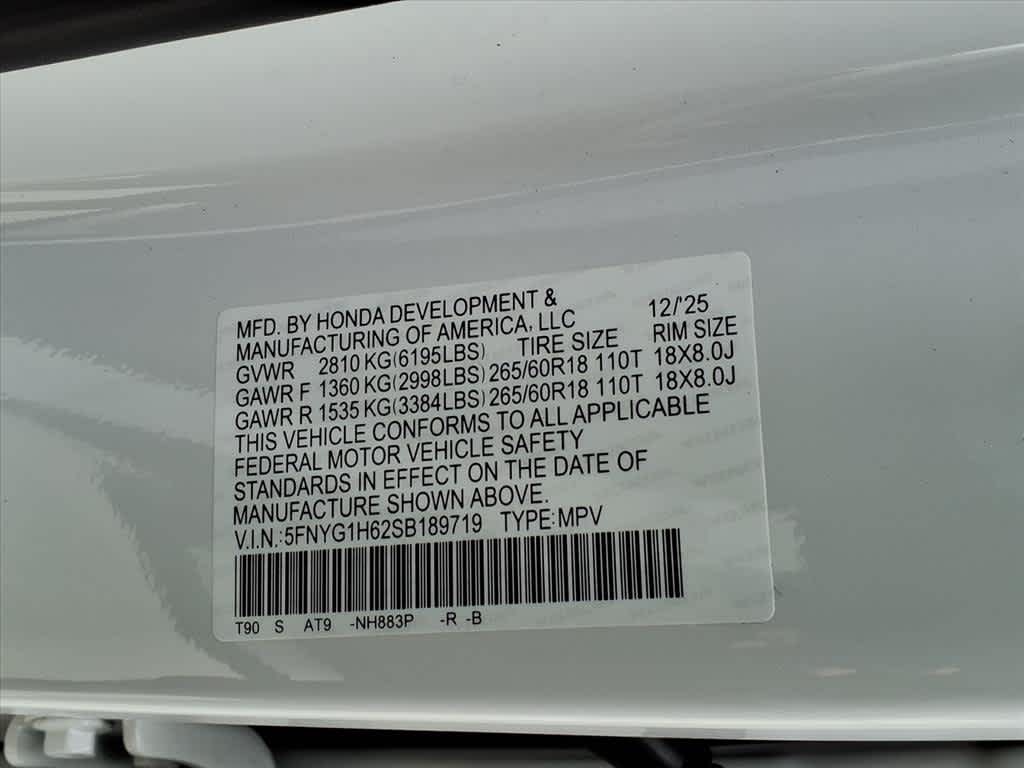 MFD. BY HONDA DEVELOPMENT & 12/'25
MANUFACTURING OF AMERICA, LLC
GVWR 2810 KG(6195LBS) TIRE SIZE RIM SIZE
GAWR F 1360 KG(2998LBS) 265/60R18 110T 18X8.0J
GAWR R 1535 KG(3384LBS) 265/60R18 110T 18X8.0J
THIS VEHICLE CONFORMS TO ALL APPLICABLE
FEDERAL MOTOR VEHICLE SAFETY
STANDARDS IN EFFECT ON THE DATE OF
MANUFACTURE SHOWN ABOVE.
V.I.N.:5FNYG1H62SB189719 TYPE:MPV
T90 S AT9 -NH883P -R -B